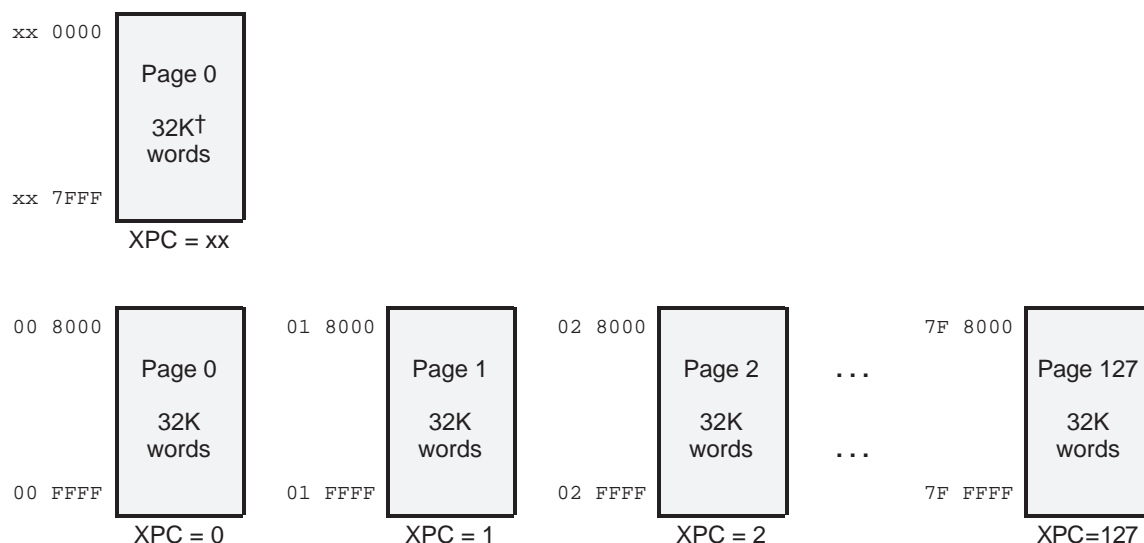 xx 0000
Page 0
32K†
words
xx 7FFF
XPC = xx
00 8000
Page 0
32K
words
00 FFFF
XPC = 0
01 8000
Page 1
32K
words
01 FFFF
XPC = 1
02 8000
Page 2
32K
words
02 FFFF
XPC = 2
. . .
. . .
7F 8000
Page 127
32K
words
7F FFFF
XPC=127